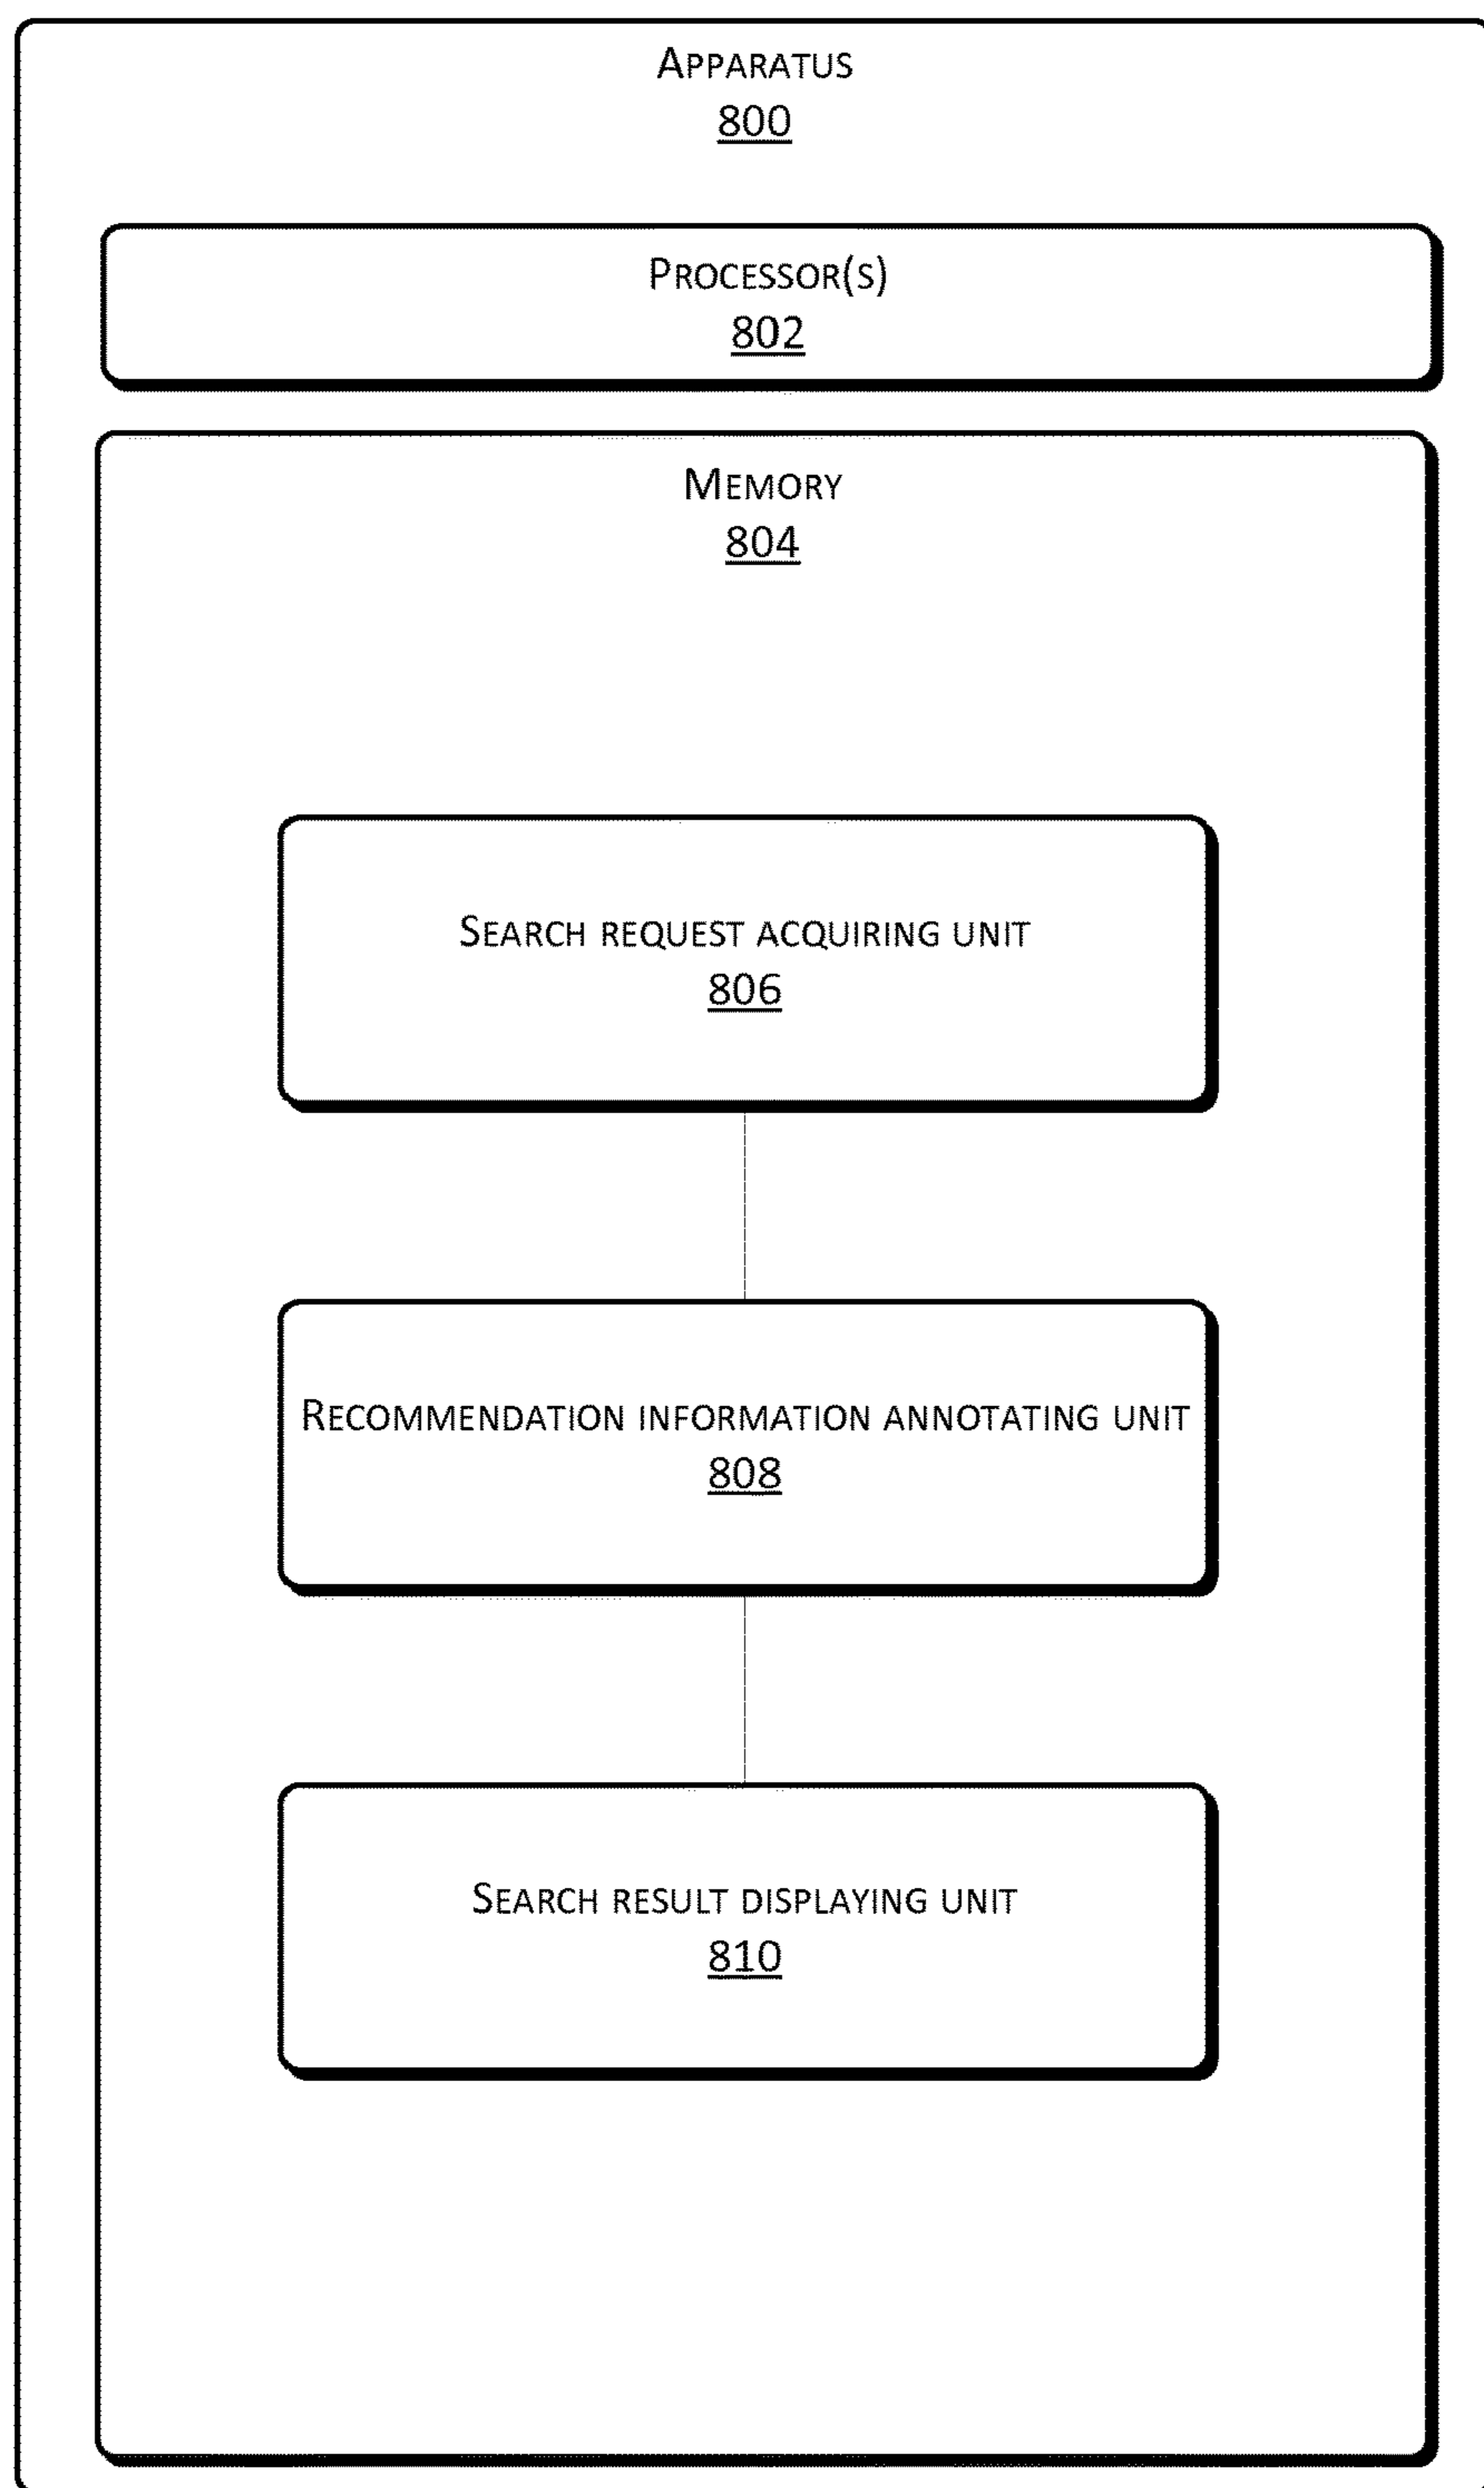 APPARATUS
800
PROCESSOR(S)
802
MEMORY
804
SEARCH REQUEST ACQUIRING UNIT
806
RECOMMENDATION INFORMATION ANNOTATING UNIT
808
SEARCH RESULT DISPLAYING UNIT
810